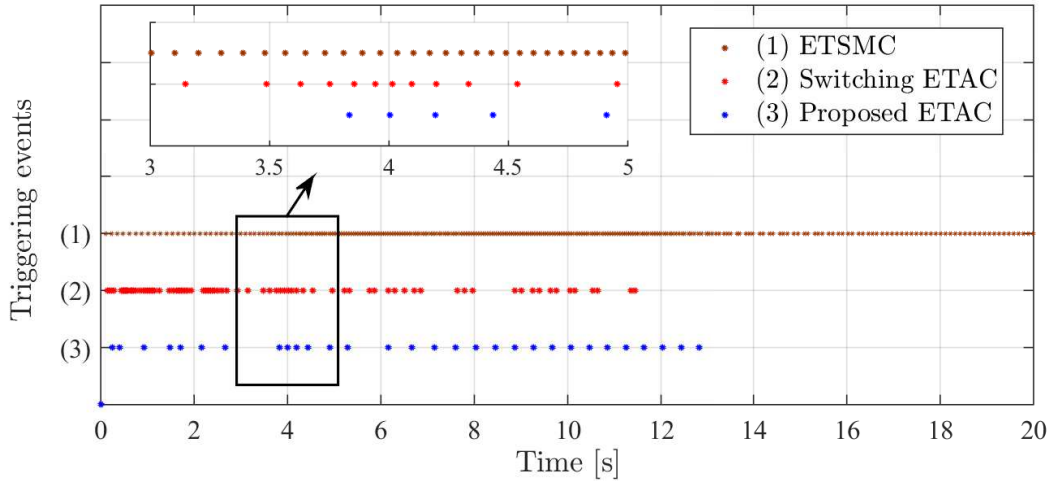 (1) ETSMC
(2) Switching ETAC
(3) Proposed ETAC
3 3.5 4 4.5 5
Triggering events
(1)
(2)
(3)
0 2 4 6 8 10 12 14 16 18 20
Time [s]